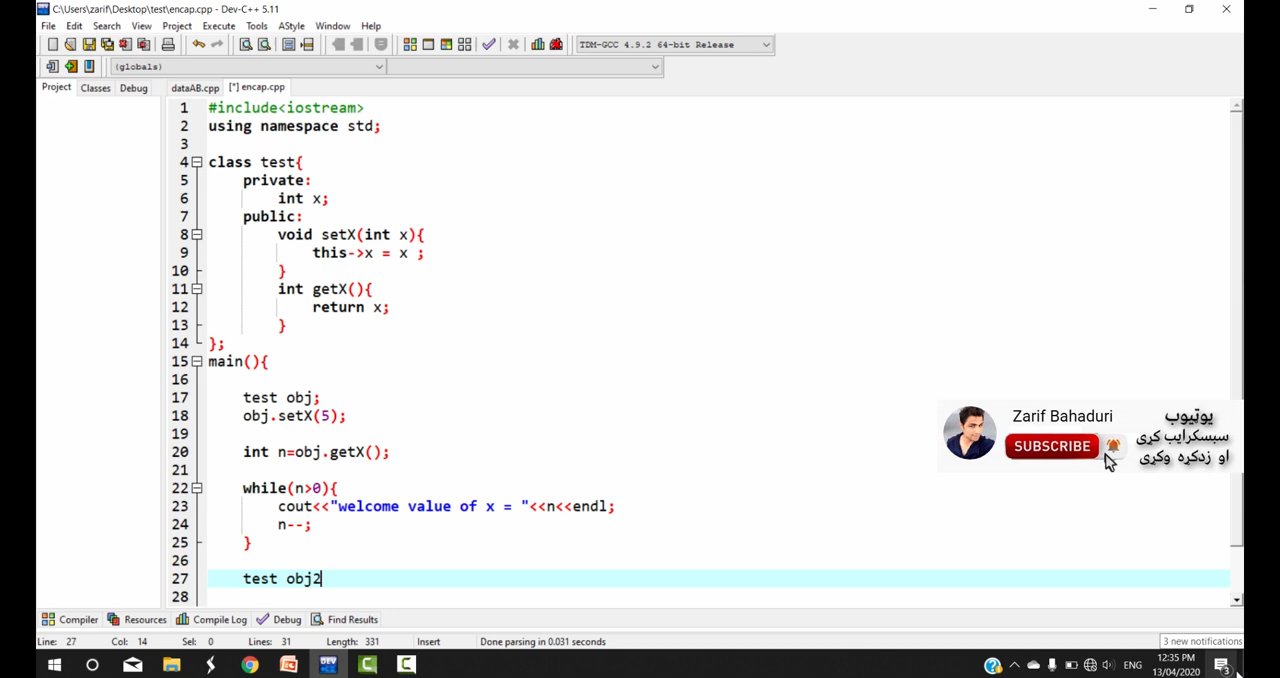 C:\Users\zarif\Desktop\test\encap.cpp - Dev-C++ 5.11
File Edit Search View Project Execute Tools AStyle Window Help
TDM-GCC 4.9.2 64-bit Release
(globals)
Project Classes Debug dataAB.cpp [*] encap.cpp
1 #include<iostream>
2 using namespace std;
3
4 class test{
5 private:
6 int x;
7 public:
8 void setX(int x){
9 this->x = x ;
10 }
11 int getX(){
12 return x;
13 }
14 };
15 main(){
16
17 test obj;
18 obj.setX(5);
19
20 int n=obj.getX();
21
22 while(n>0){
23 cout<<"welcome value of x = "<<n<<endl;
24 n--;
25 }
26
27 test obj2
28
Zarif Bahaduri
SUBSCRIBE
یوټیوب
سبسکرایب کړی
او زدکړه وکړی
Compiler Resources Compile Log Debug Find Results
Line: 27 Col: 14 Sel: 0 Lines: 31 Length: 331 Insert Done parsing in 0.031 seconds
3 new notifications
DEV
ENG
12:35 PM
13/04/2020
3